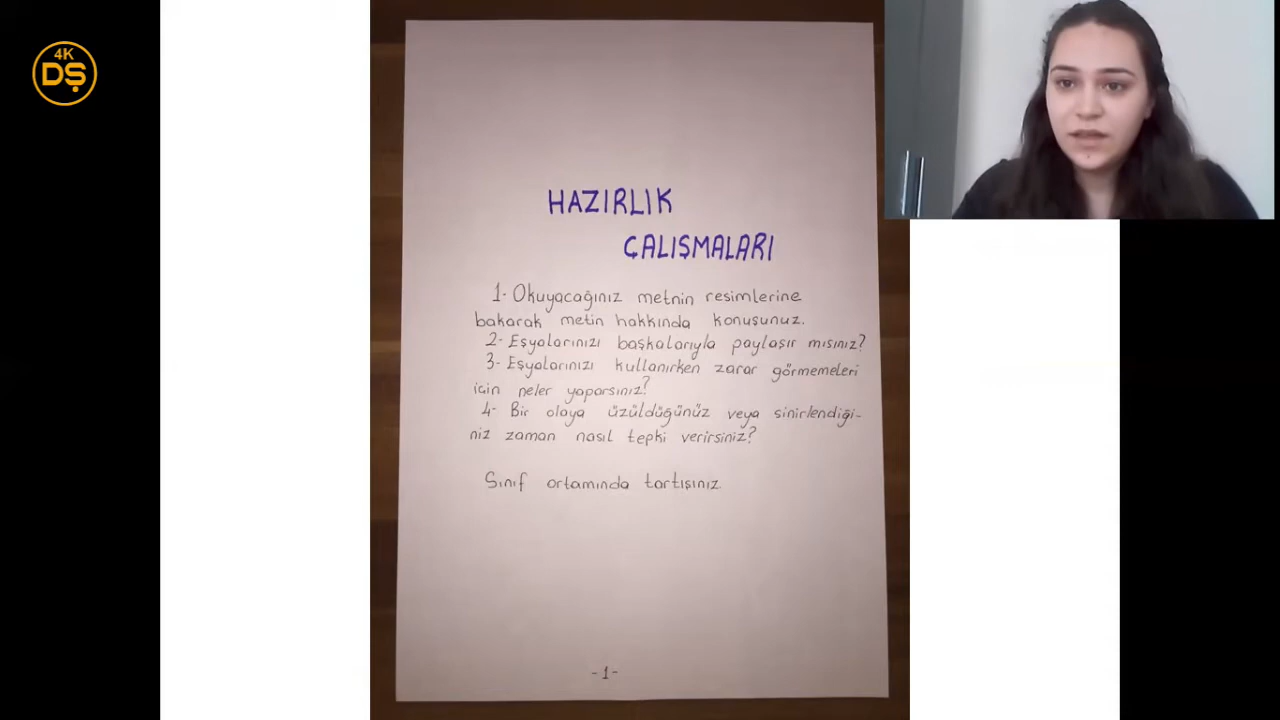 4K
DŞ
HAZIRLIK
ÇALIŞMALARI
1- Okuyacağınız metnin resimlerine
bakarak metin hakkında konuşunuz.
2- Eşyalarınızı başkalarıyla paylaşır mısınız?
3- Eşyalarınızı kullanırken zarar görmemeleri
için neler yaparsınız?
4- Bir olaya üzüldüğünüz veya sinirlendiği-
niz zaman nasıl tepki verirsiniz?
Sınıf ortamında tartışınız.
-1-